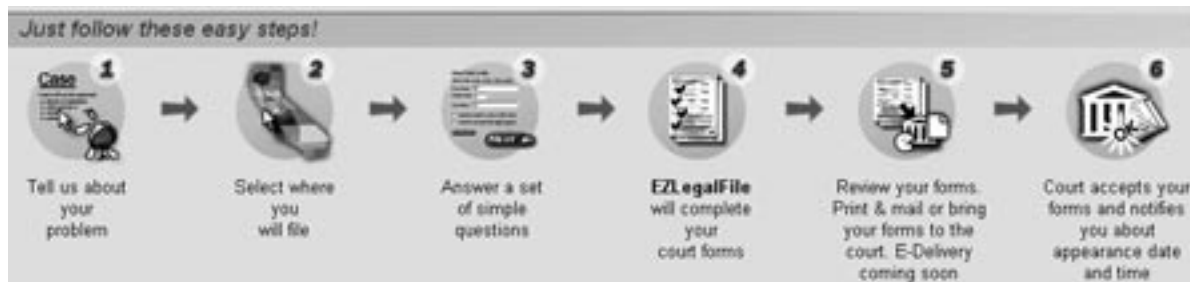 Just follow these easy steps!
Case
1
2
3
4
5
6
Tell us about
your
problem
Select where
you
will file
Answer a set
of simple
questions
EZLegalFile
will complete
your
court forms
Review your forms.
Print & mail or bring
your forms to the
court. E-Delivery
coming soon
Court accepts your
forms and notifies
you about
appearance date
and time